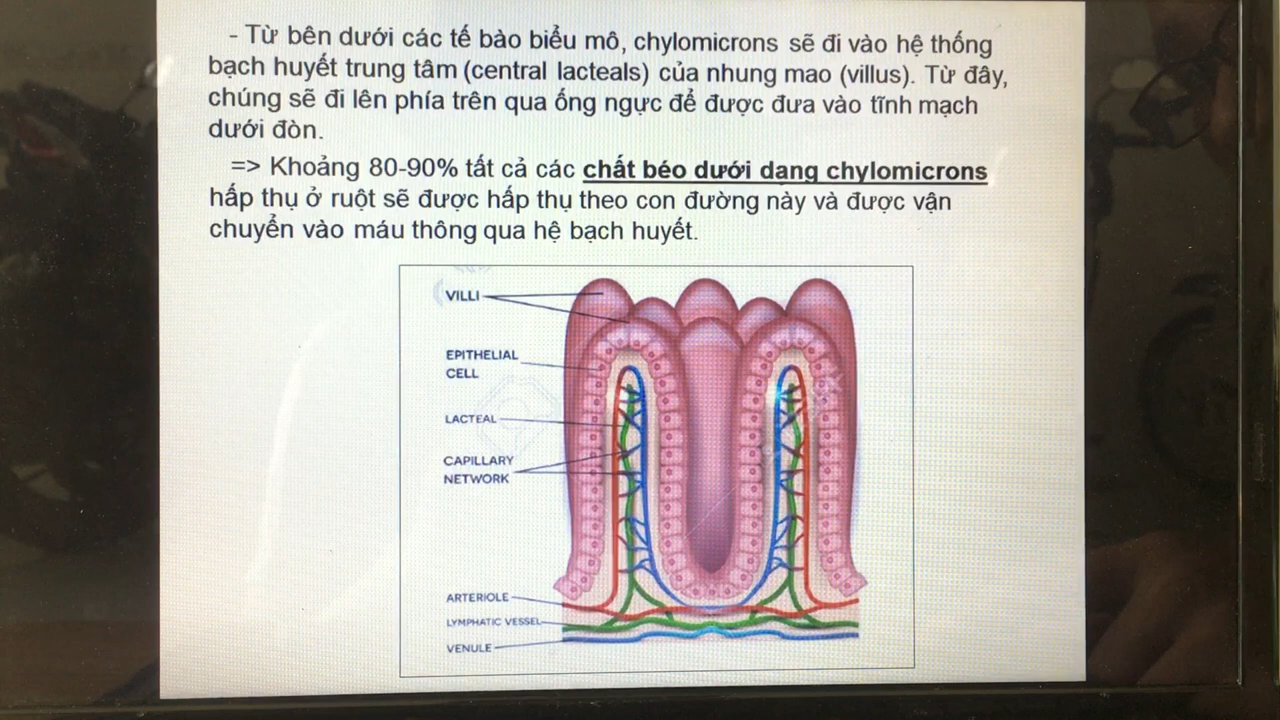 - Từ bên dưới các tế bào biểu mô, chylomicrons sẽ đi vào hệ thống
bạch huyết trung tâm (central lacteals) của nhung mao (villus). Từ đây,
chúng sẽ đi lên phía trên qua ống ngực để được đưa vào tĩnh mạch
dưới đòn.
=> Khoảng 80-90% tất cả các chất béo dưới dạng chylomicrons
hấp thụ ở ruột sẽ được hấp thụ theo con đường này và được vận
chuyển vào máu thông qua hệ bạch huyết.
VILLI
EPITHELIAL
CELL
LACTEAL
CAPILLARY
NETWORK
ARTERIOLE
LYMPHATIC VESSEL
VENULE